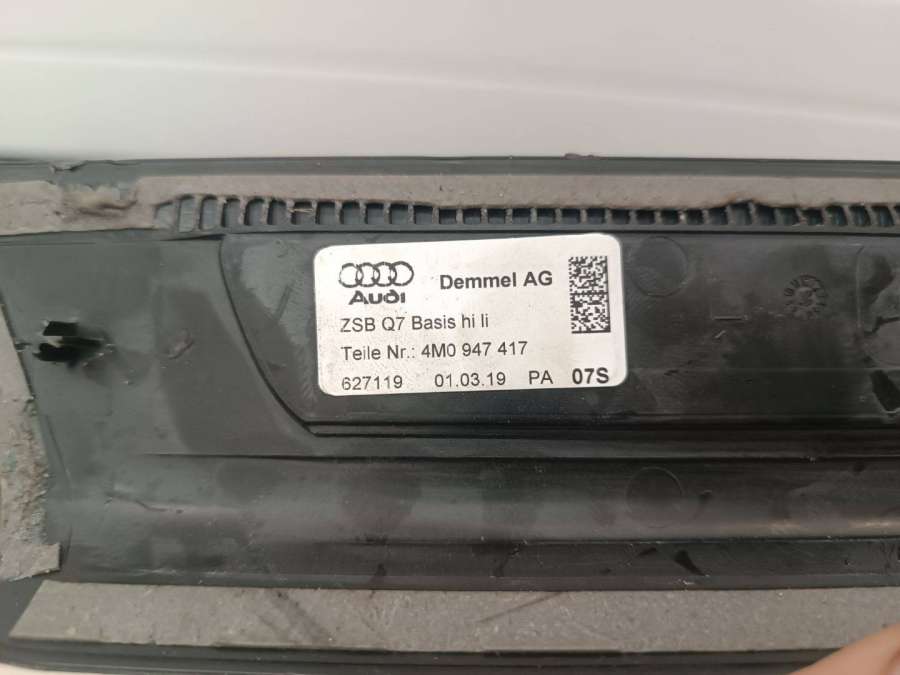 Audi
Demmel AG
ZSB Q7 Basis hi li
Teile Nr.: 4M0 947 417
627119 01.03.19 PA 07S